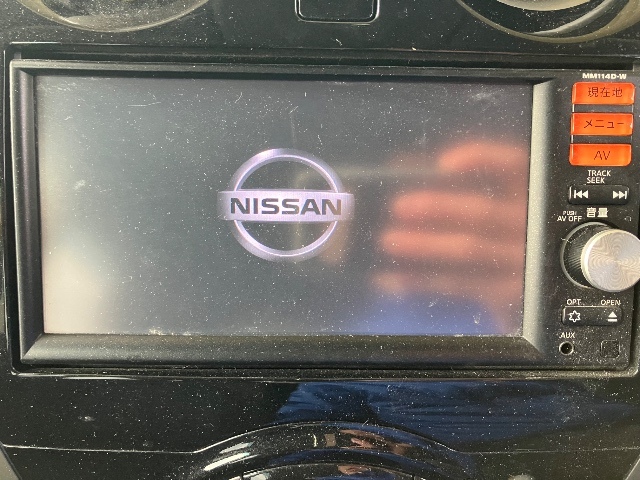 MM114D-W
現在地
メニュー
AV
TRACK
SEEK
PUSH
AV OFF
音量
NISSAN
OPT
OPEN
AUX